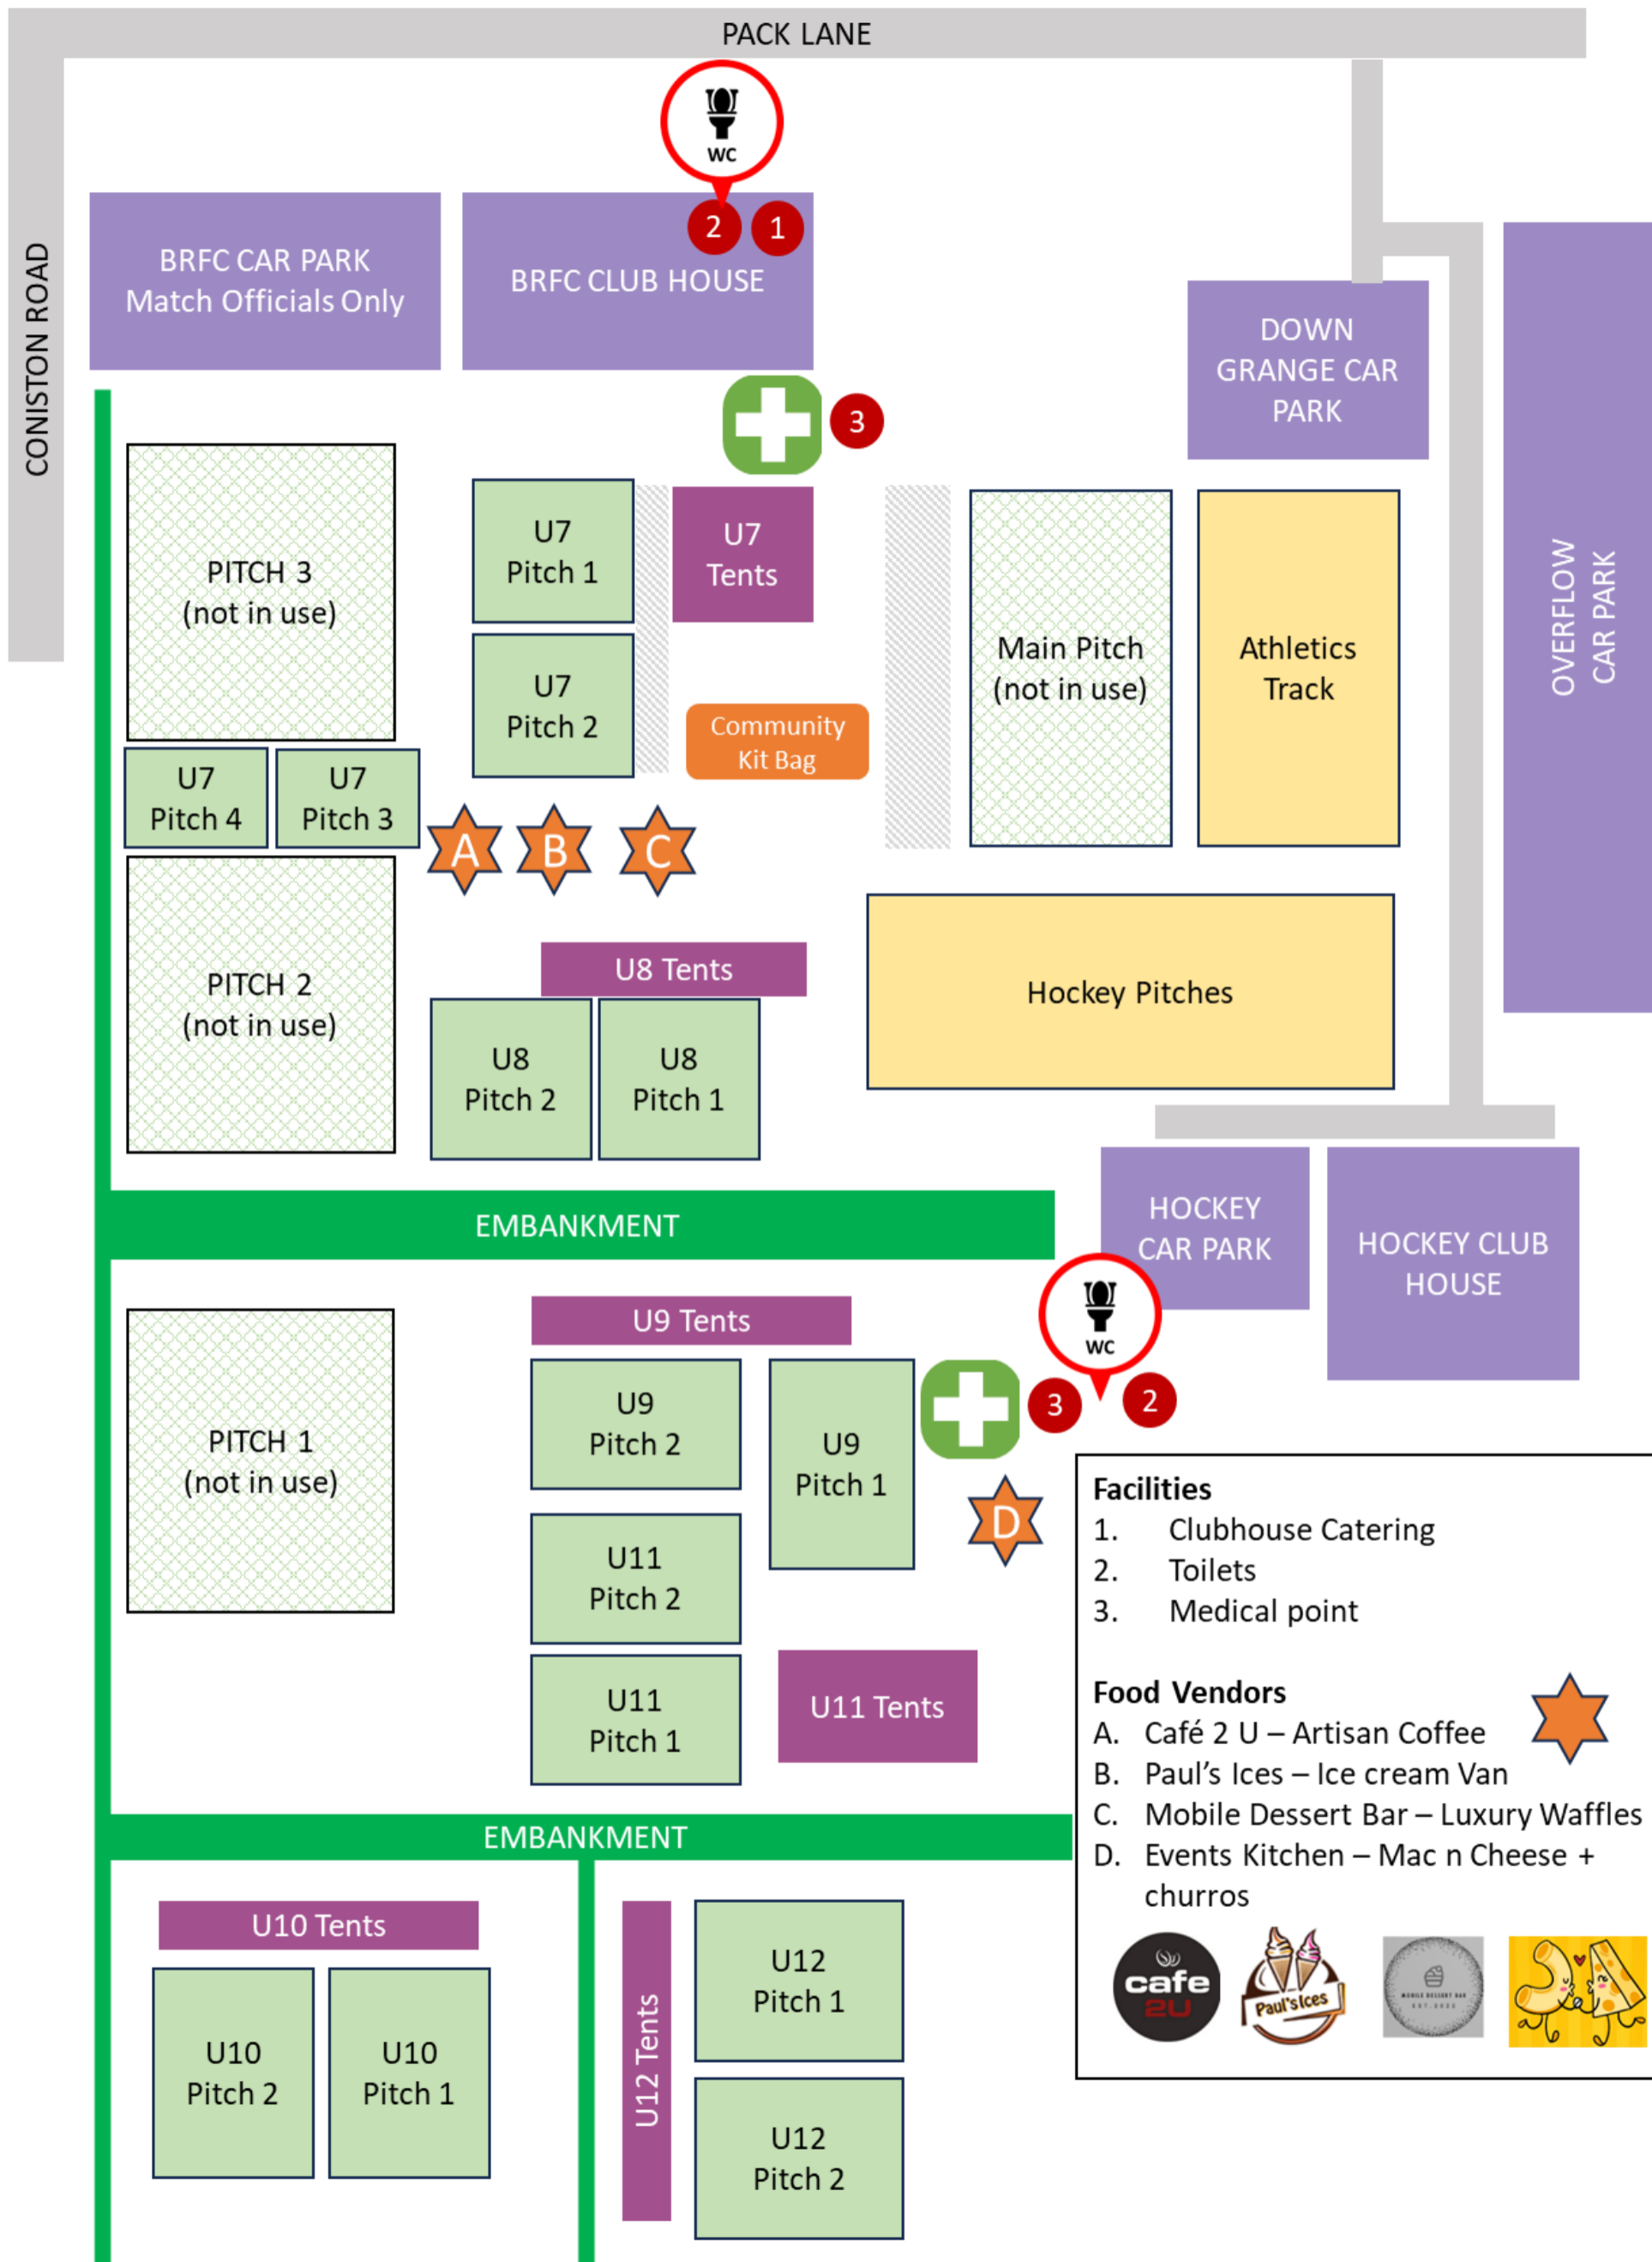 PACK LANE
WC
2
1
CONISTON ROAD
BRFC CAR PARK
Match Officials Only
BRFC CLUB HOUSE
DOWN
GRANGE CAR
PARK
OVERFLOW
CAR PARK
3
PITCH 3
(not in use)
U7
Pitch 1
U7
Tents
U7
Pitch 2
Community
Kit Bag
Main Pitch
(not in use)
Athletics
Track
U7
Pitch 4
U7
Pitch 3
A
B
C
PITCH 2
(not in use)
U8 Tents
U8
Pitch 2
U8
Pitch 1
Hockey Pitches
EMBANKMENT
HOCKEY
CAR PARK
HOCKEY CLUB
HOUSE
WC
3
2
PITCH 1
(not in use)
U9 Tents
U9
Pitch 2
U9
Pitch 1
D
U11
Pitch 2
U11
Pitch 1
U11 Tents
Facilities
1. Clubhouse Catering
2. Toilets
3. Medical point
Food Vendors
A. Café 2 U – Artisan Coffee
B. Paul’s Ices – Ice cream Van
C. Mobile Dessert Bar – Luxury Waffles
D. Events Kitchen – Mac n Cheese +
churros
cafe
2U
Paul's Ices
MOBILE DESSERT BAR
EMBANKMENT
U10 Tents
U10
Pitch 2
U10
Pitch 1
U12 Tents
U12
Pitch 1
U12
Pitch 2